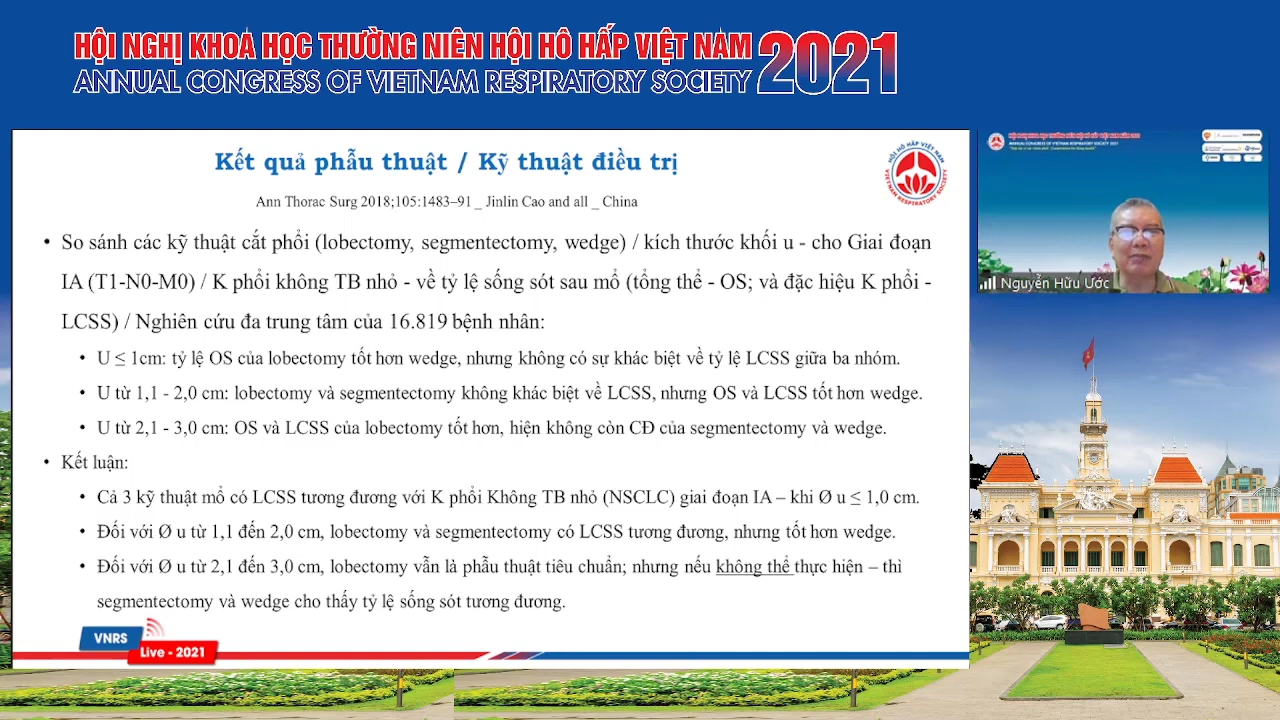 HỘI NGHỊ KHOA HỌC THƯỜNG NIÊN HỘI HÔ HẤP VIỆT NAM 2021
ANNUAL CONGRESS OF VIETNAM RESPIRATORY SOCIETY
Kết quả phẫu thuật / Kỹ thuật điều trị
HỘI HÔ HẤP VIỆT NAM
VIETNAM RESPIRATORY SOCIETY
Ann Thorac Surg 2018;105:1483–91 _ Jinlin Cao and all _ China
• So sánh các kỹ thuật cắt phổi (lobectomy, segmentectomy, wedge) / kích thước khối u - cho Giai đoạn
IA (T1-N0-M0) / K phổi không TB nhỏ - về tỷ lệ sống sót sau mổ (tổng thể - OS; và đặc hiệu K phổi -
LCSS) / Nghiên cứu đa trung tâm của 16.819 bệnh nhân:
• U ≤ 1cm: tỷ lệ OS của lobectomy tốt hơn wedge, nhưng không có sự khác biệt về tỷ lệ LCSS giữa ba nhóm.
• U từ 1,1 - 2,0 cm: lobectomy và segmentectomy không khác biệt về LCSS, nhưng OS và LCSS tốt hơn wedge.
• U từ 2,1 - 3,0 cm: OS và LCSS của lobectomy tốt hơn, hiện không còn CĐ của segmentectomy và wedge.
• Kết luận:
• Cả 3 kỹ thuật mổ có LCSS tương đương với K phổi Không TB nhỏ (NSCLC) giai đoạn IA – khi Ø u ≤ 1,0 cm.
• Đối với Ø u từ 1,1 đến 2,0 cm, lobectomy và segmentectomy có LCSS tương đương, nhưng tốt hơn wedge.
• Đối với Ø u từ 2,1 đến 3,0 cm, lobectomy vẫn là phẫu thuật tiêu chuẩn; nhưng nếu không thể thực hiện – thì
segmentectomy và wedge cho thấy tỷ lệ sống sót tương đương.
VNRS
Live - 2021
Nguyễn Hữu Ước